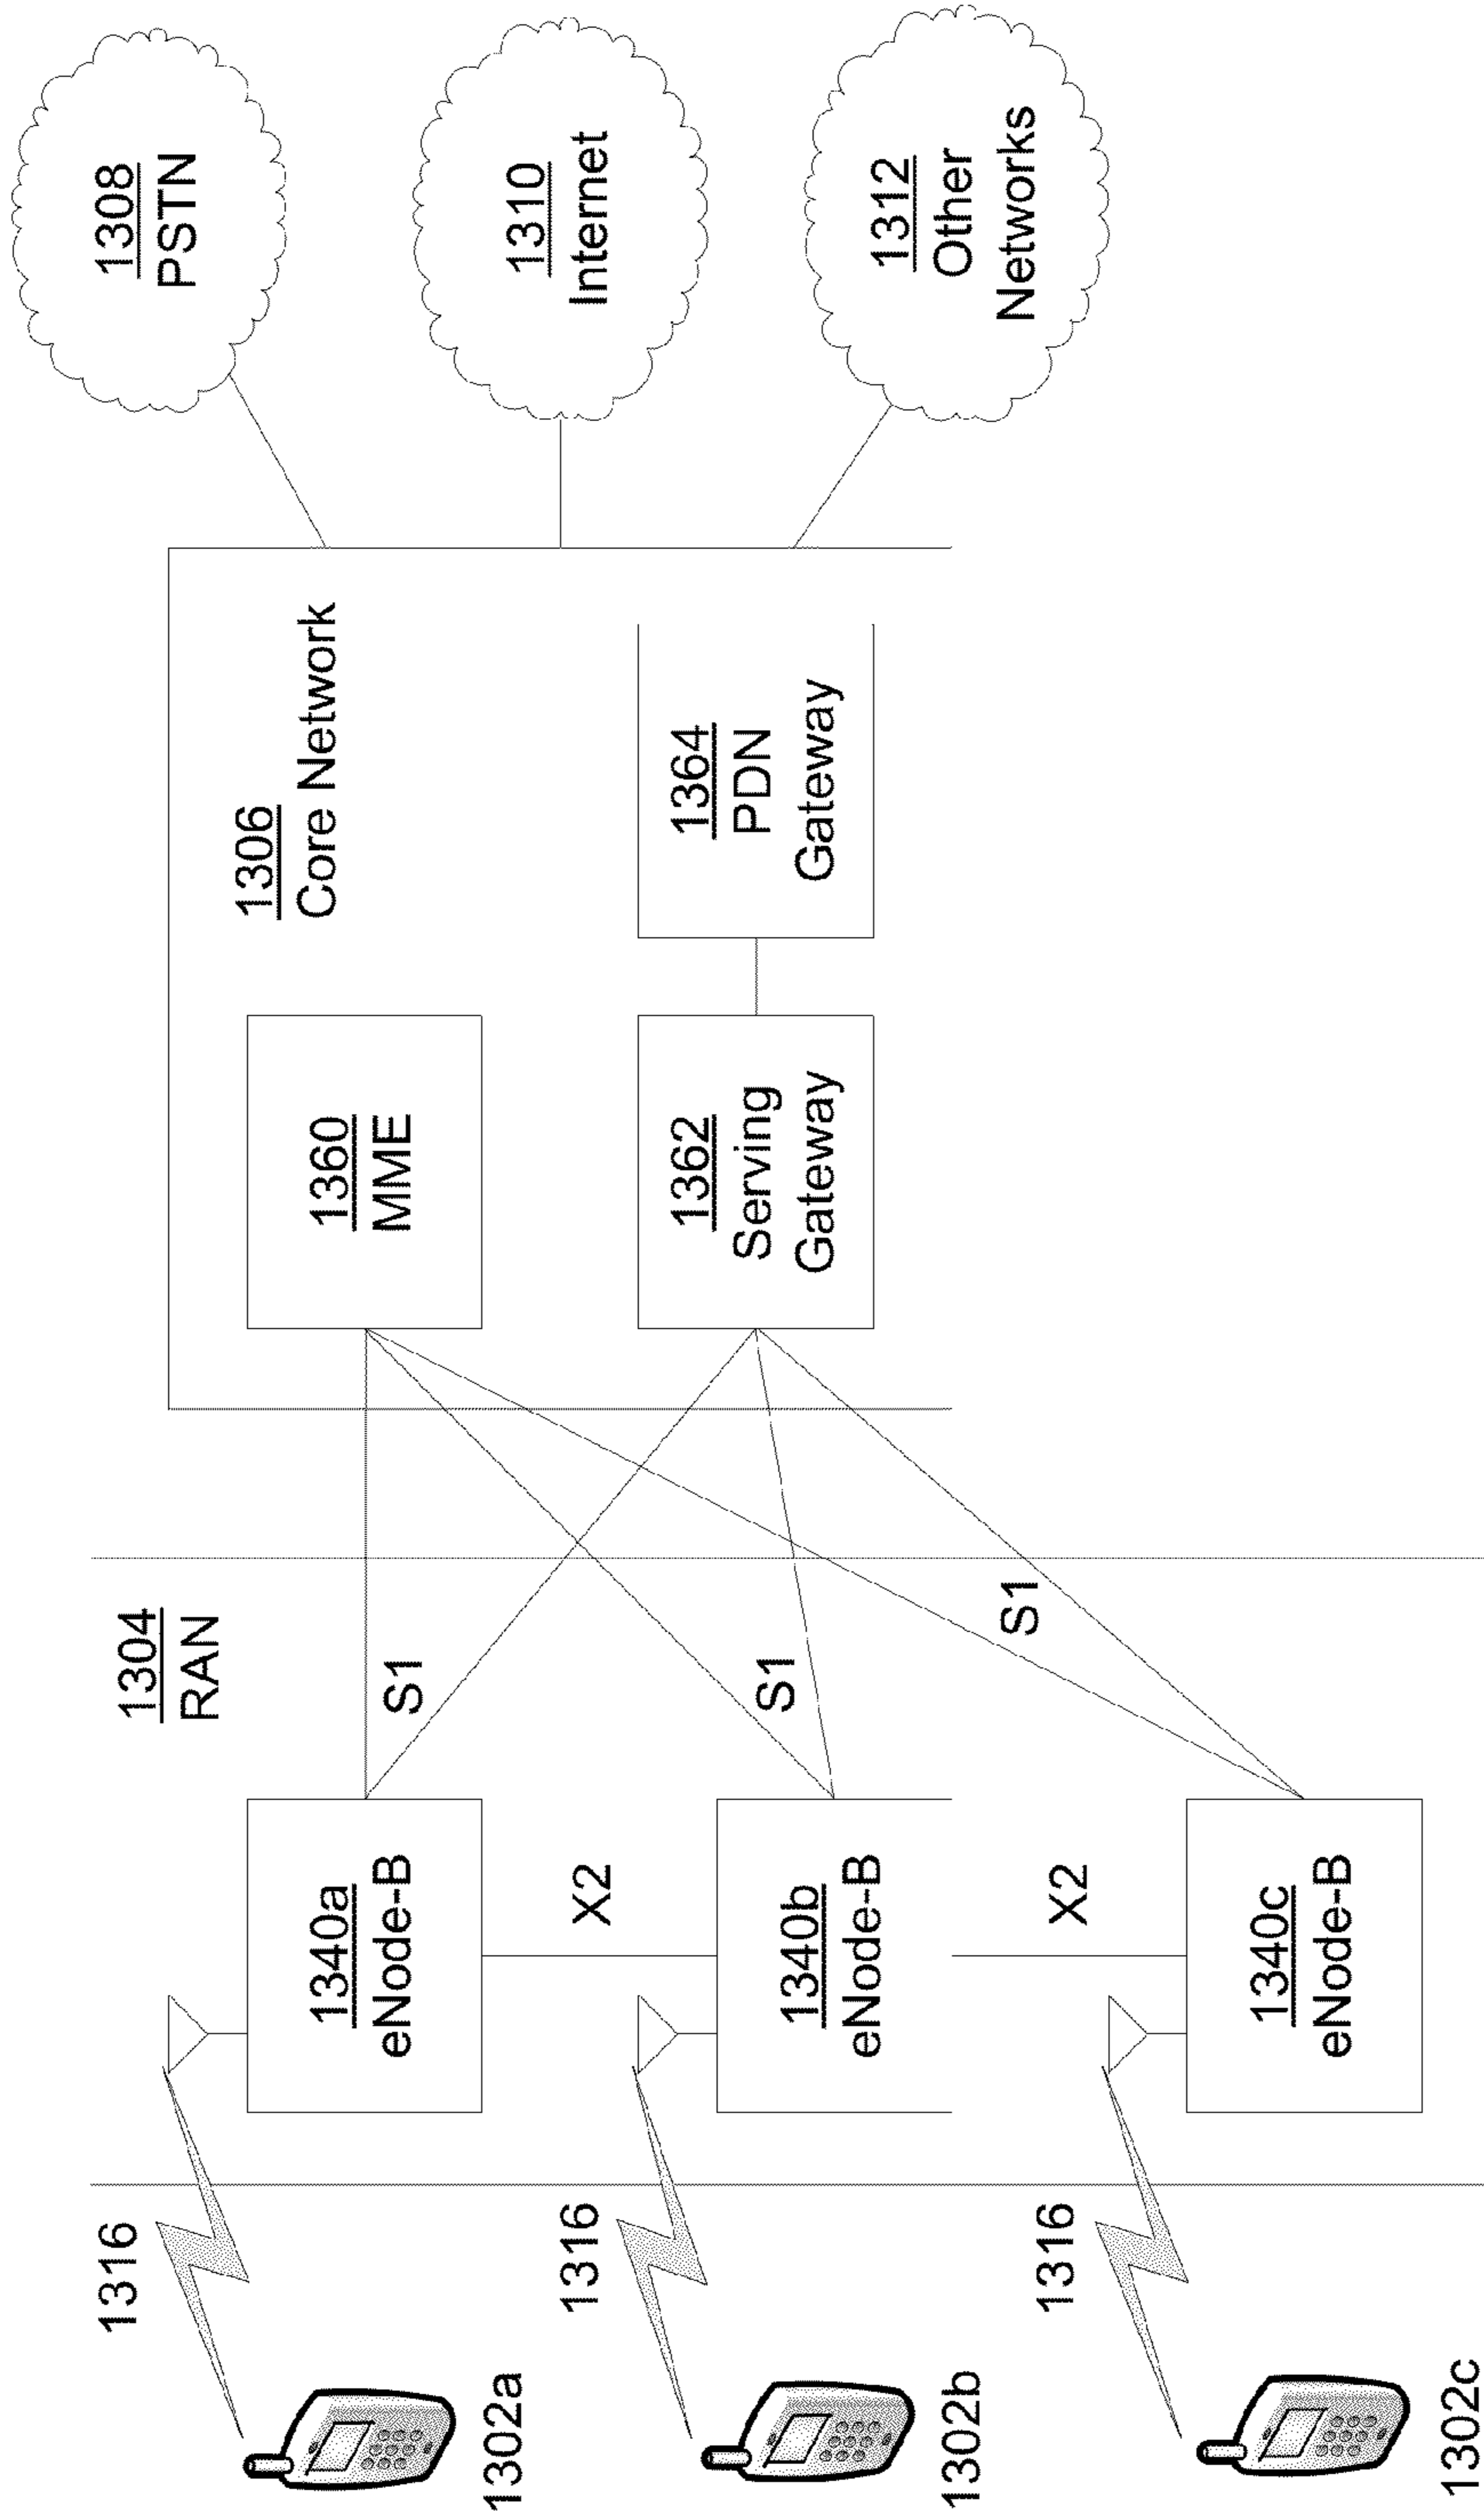 1316
1302a
1316
1302b
1316
1302c
1304
RAN
1340a
eNode-B
S1
X2
1340b
eNode-B
S1
X2
1340c
eNode-B
S1
1306
Core Network
1360
MME
1362
Serving
Gateway
1364
PDN
Gateway
1308
PSTN
1310
Internet
1312
Other
Networks